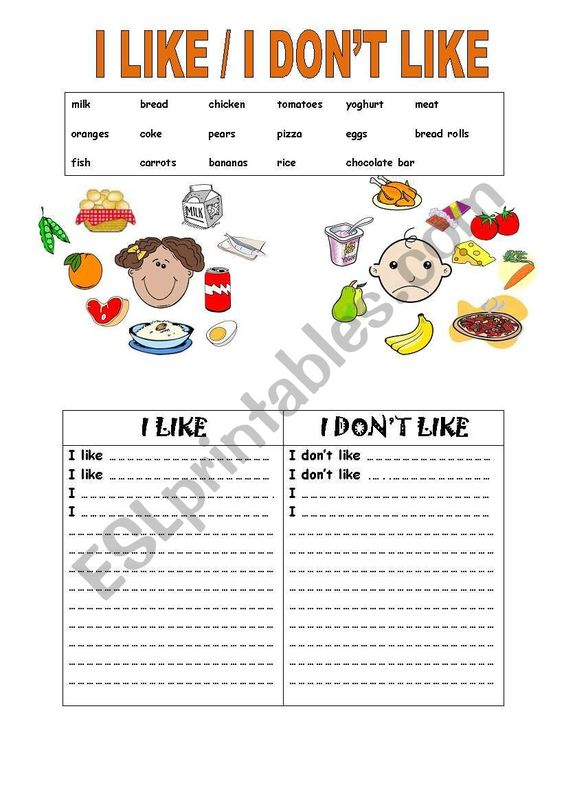 I LIKE / I DON'T LIKE
milk bread chicken tomatoes yoghurt meat
oranges coke pears pizza eggs bread rolls
fish carrots bananas rice chocolate bar
MILK
YOGURT
I LIKE I DON'T LIKE
I like ........................... I don't like ...........................
I like ........................... I don't like ...........................
I ........................... I ...........................
I ........................... I ...........................
ESLprintables.com